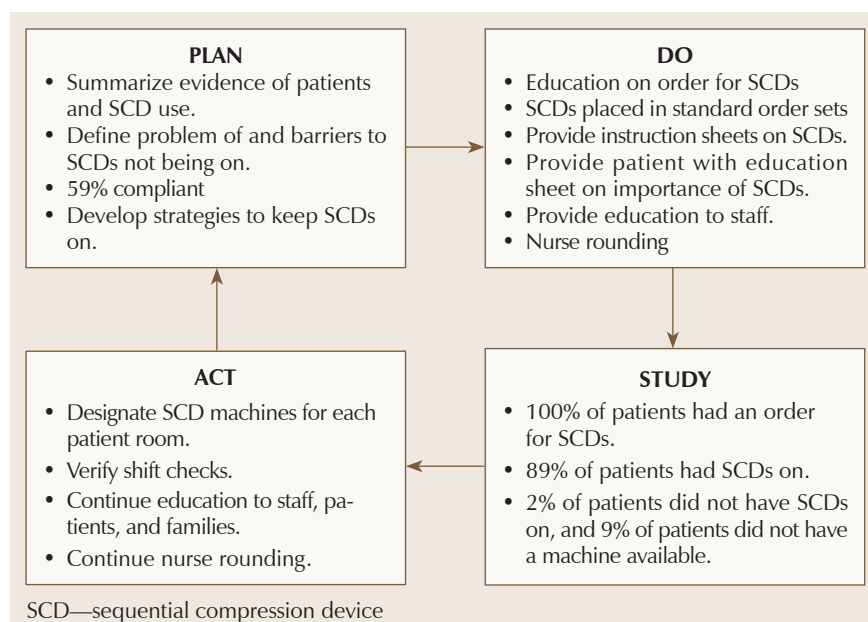 PLAN
• Summarize evidence of patients
and SCD use.
• Define problem of and barriers to
SCDs not being on.
• 59% compliant
• Develop strategies to keep SCDs
on.
DO
• Education on order for SCDs
• SCDs placed in standard order sets
• Provide instruction sheets on SCDs.
• Provide patient with education
sheet on importance of SCDs.
• Provide education to staff.
• Nurse rounding
ACT
• Designate SCD machines for each
patient room.
• Verify shift checks.
• Continue education to staff, pa-
tients, and families.
• Continue nurse rounding.
STUDY
• 100% of patients had an order
for SCDs.
• 89% of patients had SCDs on.
• 2% of patients did not have SCDs
on, and 9% of patients did not have
a machine available.
SCD—sequential compression device